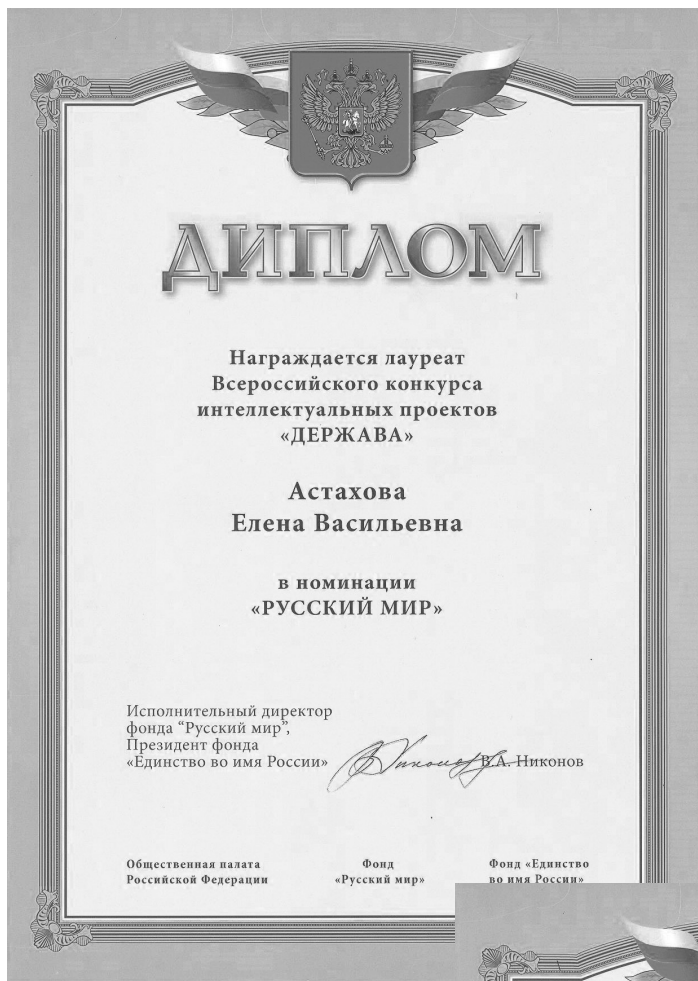 ДИПЛОМ
Награждается лауреат
Всероссийского конкурса
интеллектуальных проектов
«ДЕРЖАВА»
Астахова
Елена Васильевна
в номинации
«РУССКИЙ МИР»
Исполнительный директор
фонда “Русский мир”,
Президент фонда
«Единство во имя России» В.А. Никонов
Общественная палата
Российской Федерации
Фонд
«Русский мир»
Фонд «Единство
во имя России»